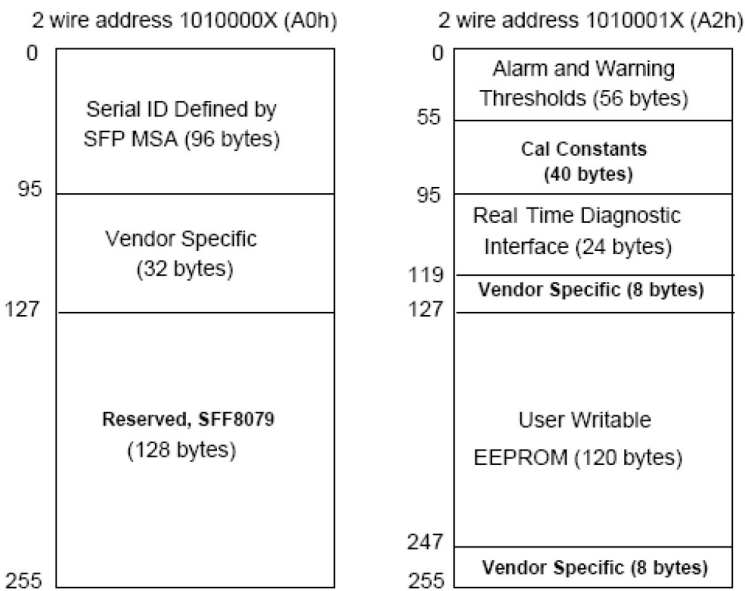 2 wire address 1010000X (A0h)
0
Serial ID Defined by
SFP MSA (96 bytes)
95
Vendor Specific
(32 bytes)
127
Reserved, SFF8079
(128 bytes)
255
2 wire address 1010001X (A2h)
0
Alarm and Warning
Thresholds (56 bytes)
55
Cal Constants
(40 bytes)
95
Real Time Diagnostic
Interface (24 bytes)
119
Vendor Specific (8 bytes)
127
User Writable
EEPROM (120 bytes)
247
Vendor Specific (8 bytes)
255